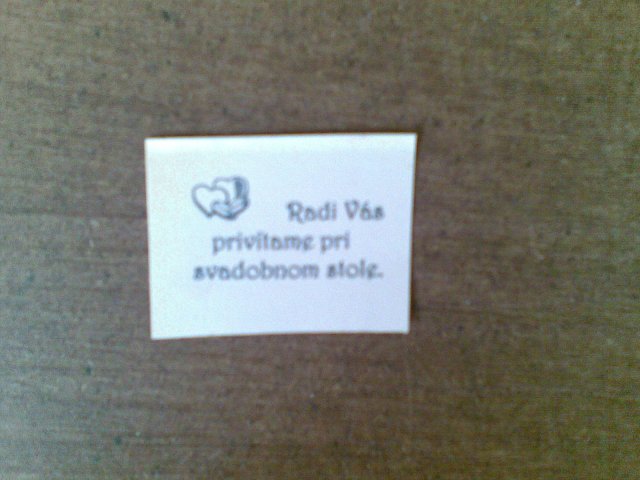 Radi Vás
privítame pri
svadobnom stole.